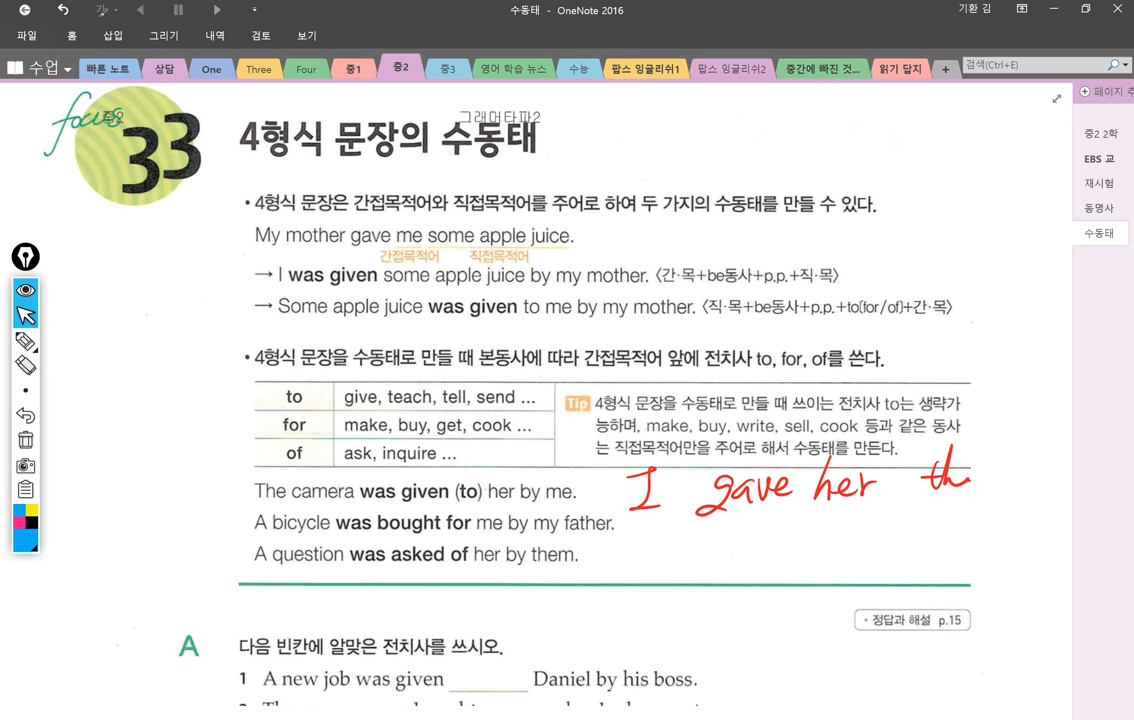 수동태 - OneNote 2016
기환 김
파일 홈 삽입 그리기 내역 검토 보기
수업 빠른 노트 상담 One Three Four 중1 중2 중3 영어 학습 뉴스 수능 팝스 잉글리쉬1 팝스 잉글리쉬2 중간에 빠진 것... 읽기 답지 + 검색(Ctrl+E)
페이지 추
중2 2학
EBS 교
재시험
동명사
수동태
focus
중2
그래머타파2
33
4형식 문장의 수동태
• 4형식 문장은 간접목적어와 직접목적어를 주어로 하여 두 가지의 수동태를 만들 수 있다.
My mother gave me some apple juice.
간접목적어 직접목적어
→ I was given some apple juice by my mother. 〈간·목+be동사+p.p.+직·목〉
→ Some apple juice was given to me by my mother. 〈직·목+be동사+p.p.+to(for/of)+간·목〉
• 4형식 문장을 수동태로 만들 때 본동사에 따라 간접목적어 앞에 전치사 to, for, of를 쓴다.
to give, teach, tell, send ...
for make, buy, get, cook ...
of ask, inquire ...
Tip 4형식 문장을 수동태로 만들 때 쓰이는 전치사 to는 생략가
능하며, make, buy, write, sell, cook 등과 같은 동사
는 직접목적어만을 주어로 해서 수동태를 만든다.
I gave her the
The camera was given (to) her by me.
A bicycle was bought for me by my father.
A question was asked of her by them.
• 정답과 해설 p.15
A 다음 빈칸에 알맞은 전치사를 쓰시오.
1 A new job was given ________ Daniel by his boss.